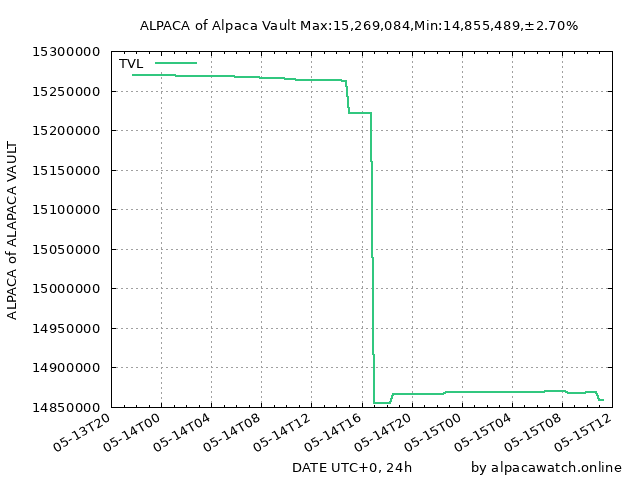 ALPACA of Alpaca Vault Max:15,269,084,Min:14,855,489,±2.70%
TVL
ALPACA of ALAPACA VAULT
15300000
15250000
15200000
15150000
15100000
15050000
15000000
14950000
14900000
14850000
05-13T20
05-14T00
05-14T04
05-14T08
05-14T12
05-14T16
05-14T20
05-15T00
05-15T04
05-15T08
05-15T12
DATE UTC+0, 24h
by alpacawatch.online